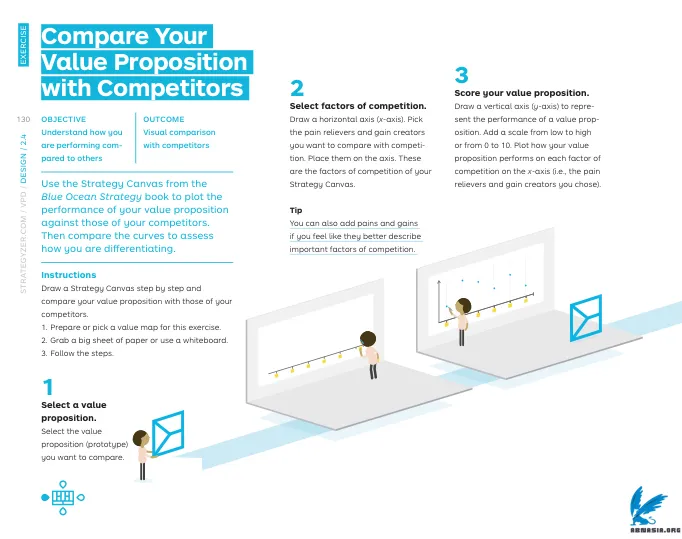 EXERCISE
Compare Your
Value Proposition
with Competitors
130
STRATEGYZER.COM / VPD / DESIGN / 2.4
OBJECTIVE
Understand how you
are performing com-
pared to others
OUTCOME
Visual comparison
with competitors
Use the Strategy Canvas from the
Blue Ocean Strategy book to plot the
performance of your value proposition
against those of your competitors.
Then compare the curves to assess
how you are differentiating.
Instructions
Draw a Strategy Canvas step by step and
compare your value proposition with those of your
competitors.
1. Prepare or pick a value map for this exercise.
2. Grab a big sheet of paper or use a whiteboard.
3. Follow the steps.
1
Select a value
proposition.
Select the value
proposition (prototype)
you want to compare.
2
Select factors of competition.
Draw a horizontal axis (x-axis). Pick
the pain relievers and gain creators
you want to compare with competi-
tion. Place them on the axis. These
are the factors of competition of your
Strategy Canvas.
Tip
You can also add pains and gains
if you feel like they better describe
important factors of competition.
3
Score your value proposition.
Draw a vertical axis (y-axis) to repre-
sent the performance of a value prop-
osition. Add a scale from low to high
or from 0 to 10. Plot how your value
proposition performs on each factor of
competition on the x-axis (i.e., the pain
relievers and gain creators you chose).
ARMASIA.ORG